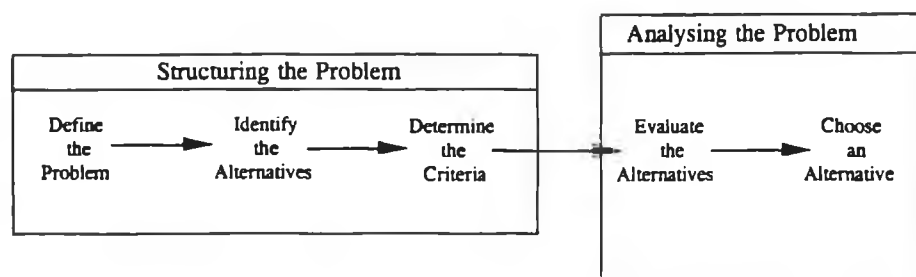 Analysing the Problem
Structuring the Problem
Define
the
Problem
Identify
the
Alternatives
Determine
the
Criteria
Evaluate
the
Alternatives
Choose
an
Alternative